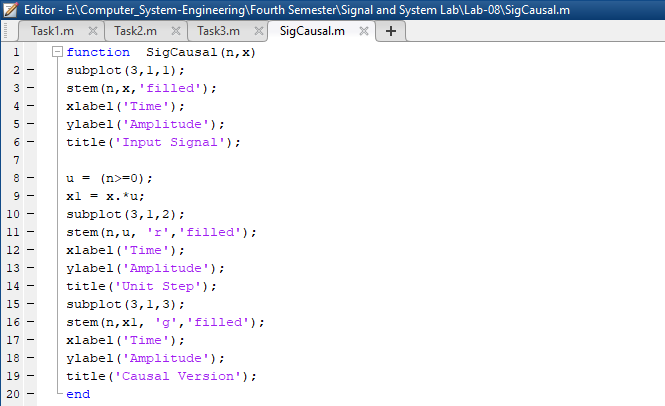 Editor - E:\Computer_System-Engineering\Fourth Semester\Signal and System Lab\Lab-08\SigCausal.m
Task1.m × Task2.m × Task3.m × SigCausal.m × +
1 function  SigCausal(n,x)
2 – subplot(3,1,1);
3 – stem(n,x,'filled');
4 – xlabel('Time');
5 – ylabel('Amplitude');
6 – title('Input Signal');
7
8 – u = (n>=0);
9 – x1 = x.*u;
10 – subplot(3,1,2);
11 – stem(n,u, 'r','filled');
12 – xlabel('Time');
13 – ylabel('Amplitude');
14 – title('Unit Step');
15 – subplot(3,1,3);
16 – stem(n,x1, 'g','filled');
17 – xlabel('Time');
18 – ylabel('Amplitude');
19 – title('Causal Version');
20 – end